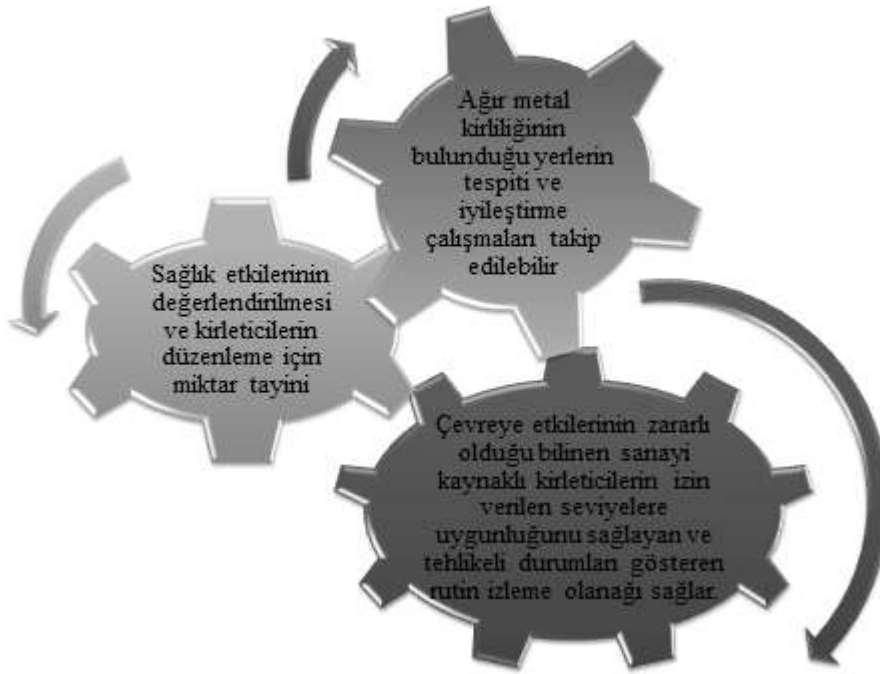 Ağır metal
kirliliğinin
bulunduğu yerlerin
tespiti ve
iyileştirme
çalışmaları takip
edilebilir
Sağlık etkilerinin
değerlendirilmesi
ve kirleticilerin
düzenleme için
miktar tayini
Çevreye etkilerinin zararlı
olduğu bilinen sanayi
kaynaklı kirleticilerin izin
verilen seviyelere
uygunluğunu sağlayan ve
tehlikeli durumları gösteren
rutin izleme olanağı sağlar.